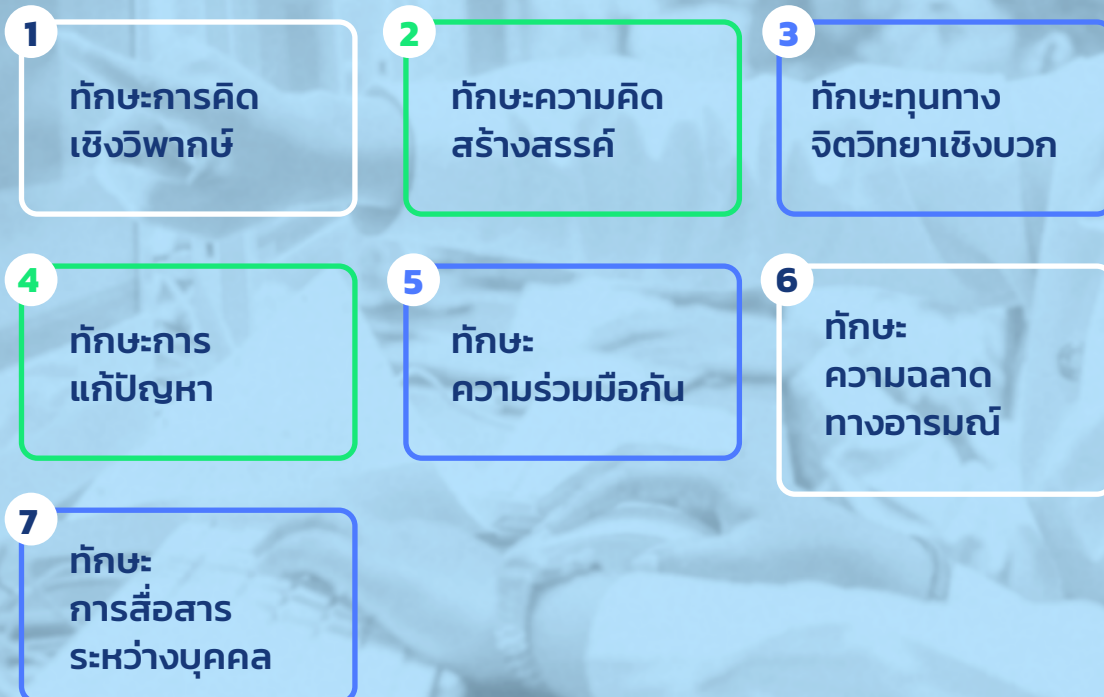 1
ทักษะการคิด
เชิงวิพากษ์
2
ทักษะความคิด
สร้างสรรค์
3
ทักษะทุนทาง
จิตวิทยาเชิงบวก
4
ทักษะการ
แก้ปัญหา
5
ทักษะ
ความร่วมมือกัน
6
ทักษะ
ความฉลาด
ทางอารมณ์
7
ทักษะ
การสื่อสาร
ระหว่างบุคคล